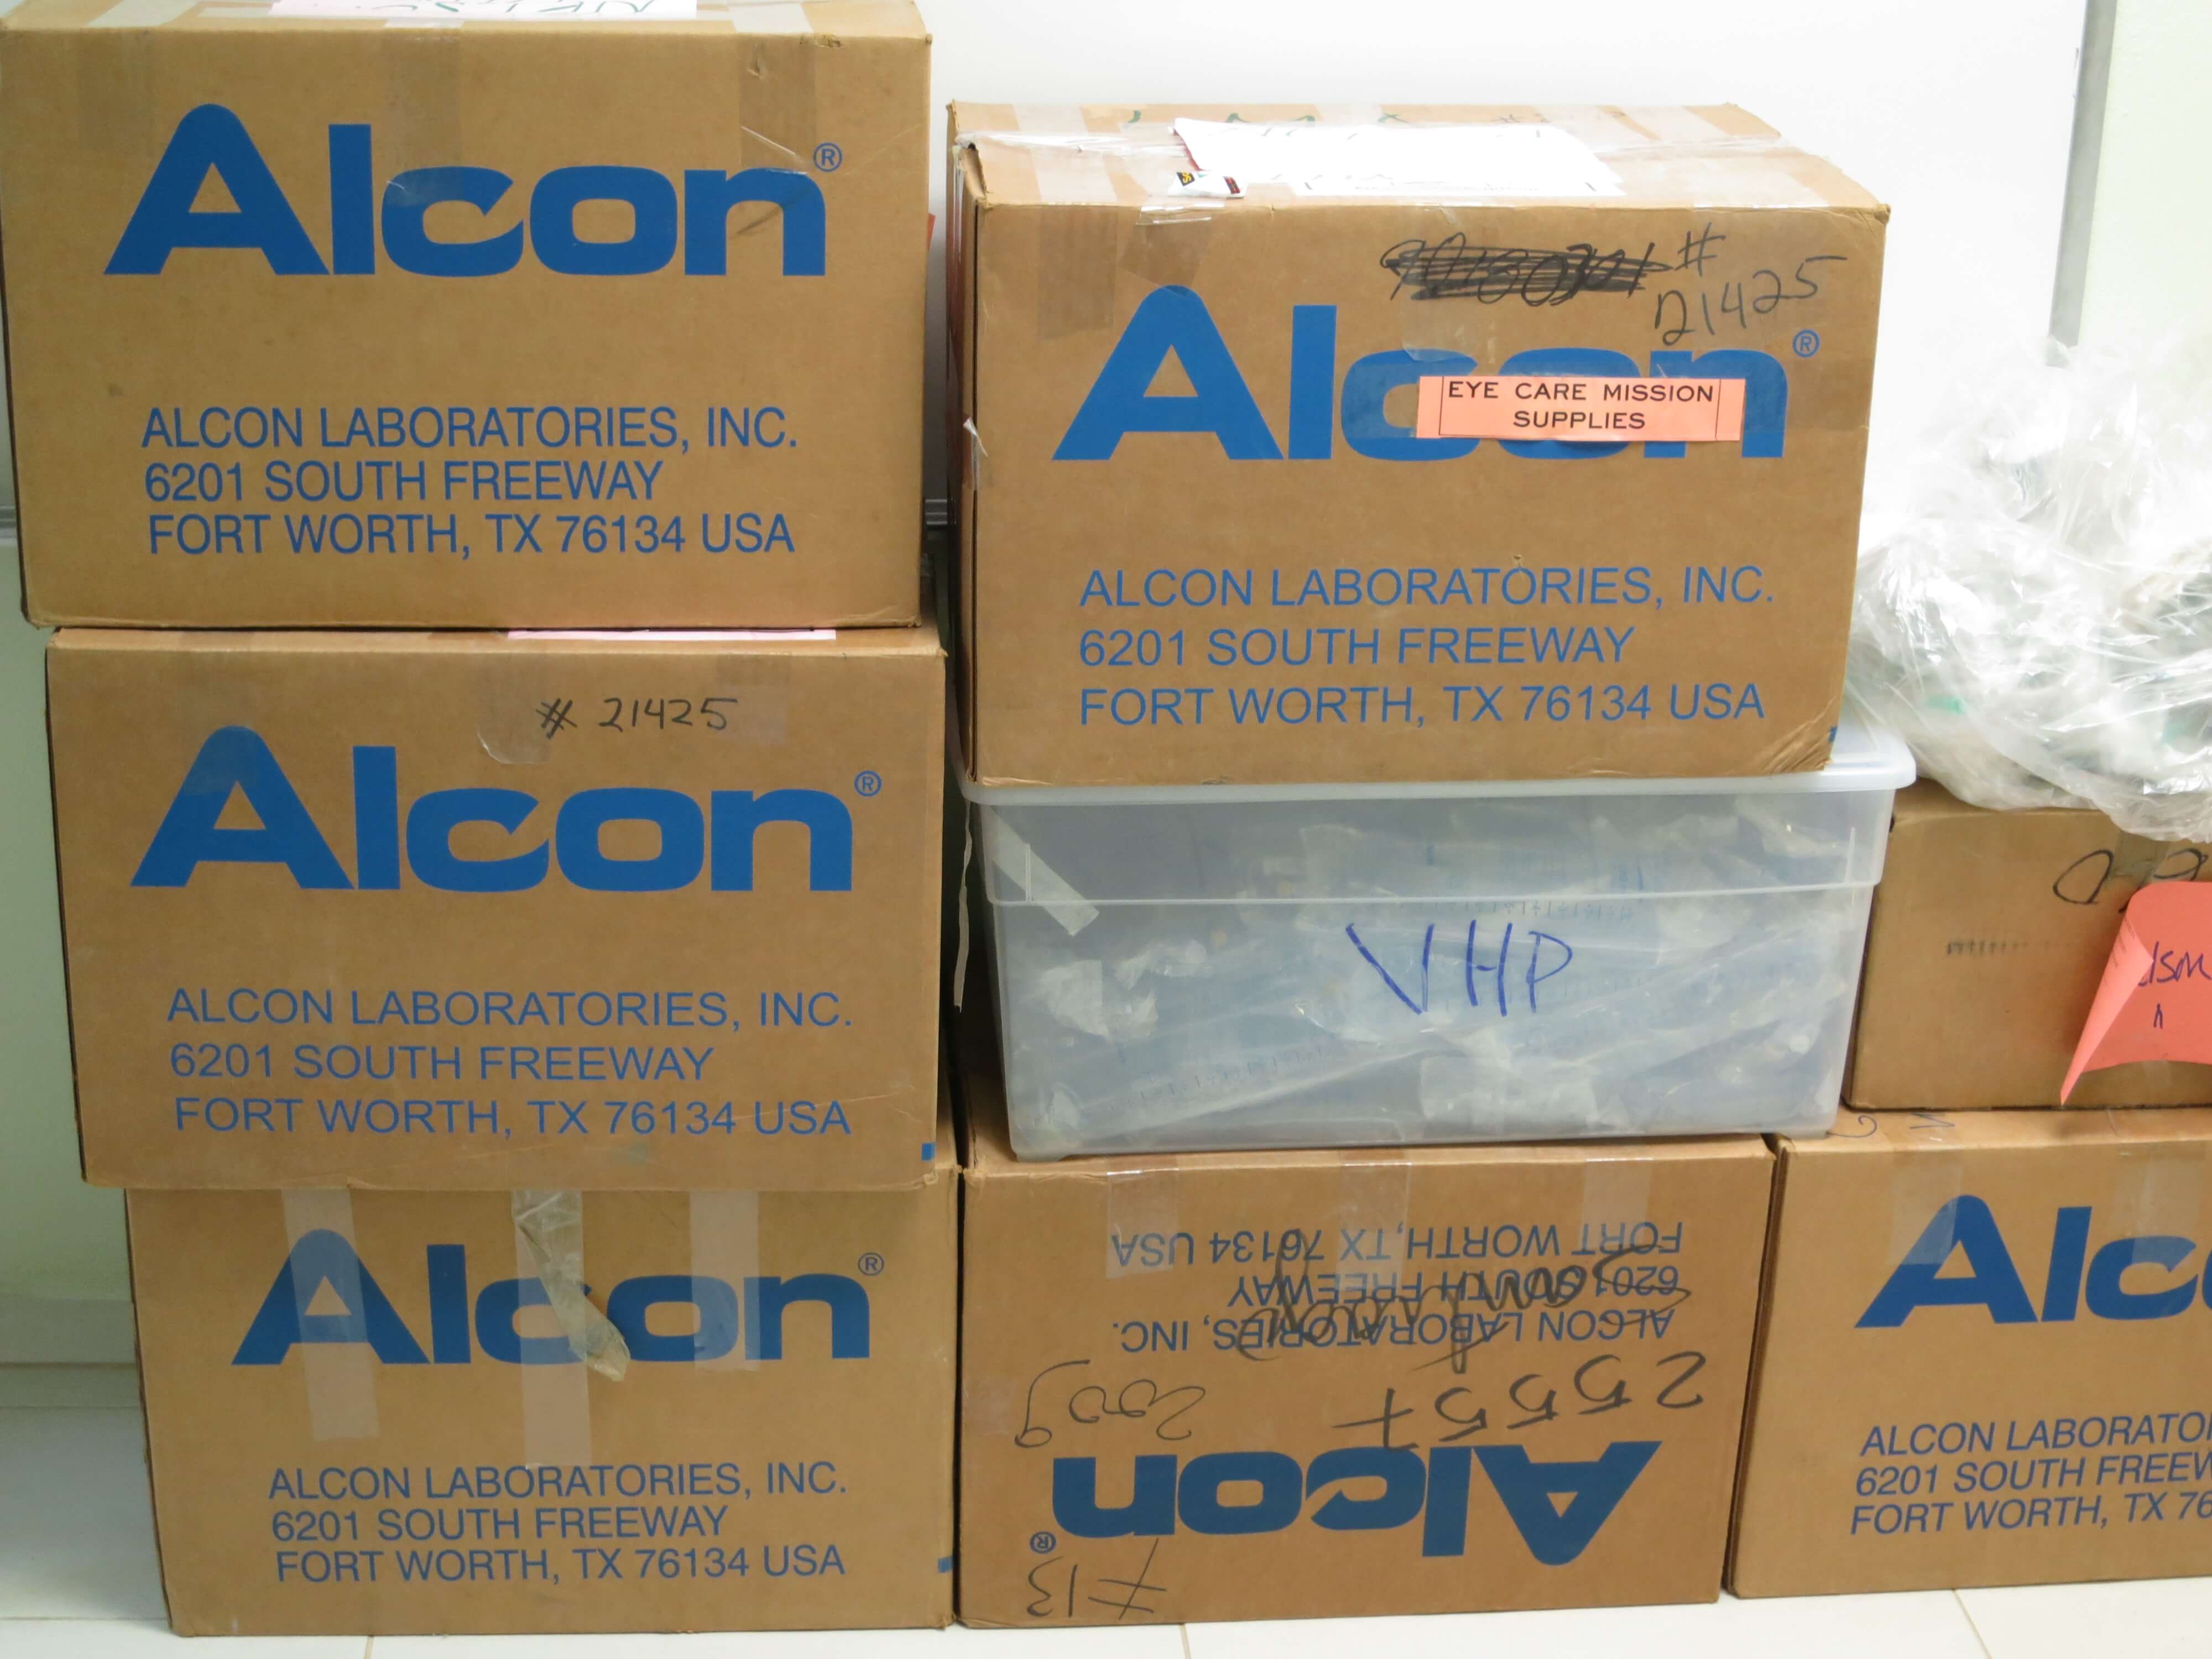 Alcon®
ALCON LABORATORIES, INC.
6201 SOUTH FREEWAY
FORT WORTH, TX 76134 USA
#
21425
Alcon®
EYE CARE MISSION
SUPPLIES
ALCON LABORATORIES, INC.
6201 SOUTH FREEWAY
FORT WORTH, TX 76134 USA
# 21425
Alcon®
ALCON LABORATORIES, INC.
6201 SOUTH FREEWAY
FORT WORTH, TX 76134 USA
VHP
Alcon®
ALCON LABORATORIES, INC.
6201 SOUTH FREEWAY
FORT WORTH, TX 76134 USA
#13
Alcon®
2009
ALCON LABORATORIES, INC.
6201 SOUTH FREEWAY
FORT WORTH, TX 76134 USA
Alc
ALCON LABORATO
6201 SOUTH FREEW
FORT WORTH, TX 76